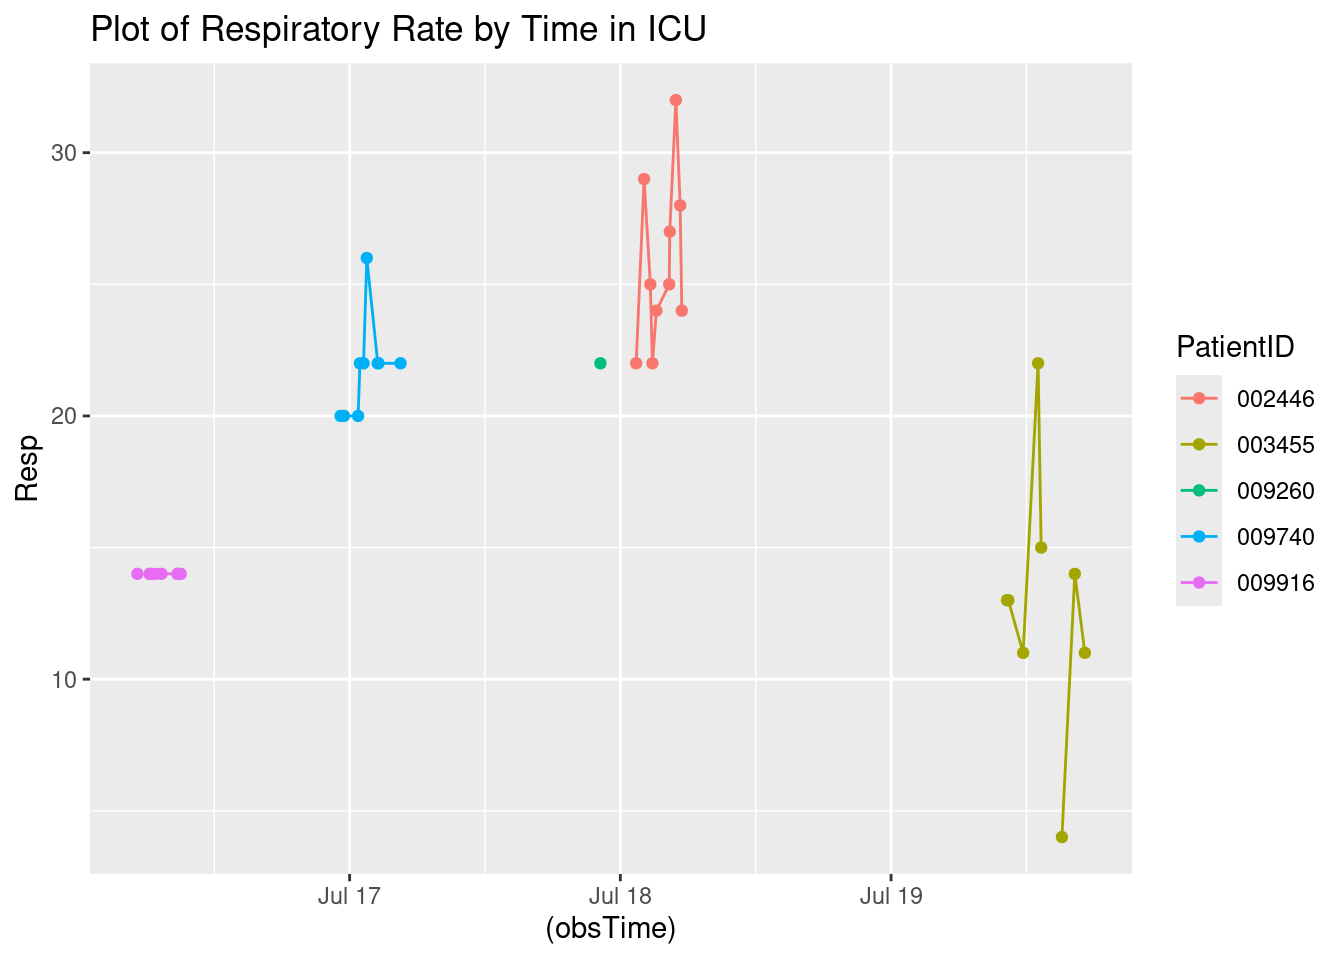 Plot of Respiratory Rate by Time in ICU
Resp
30
20
10
Jul 17
Jul 18
Jul 19
(obsTime)
PatientID
002446
003455
009260
009740
009916